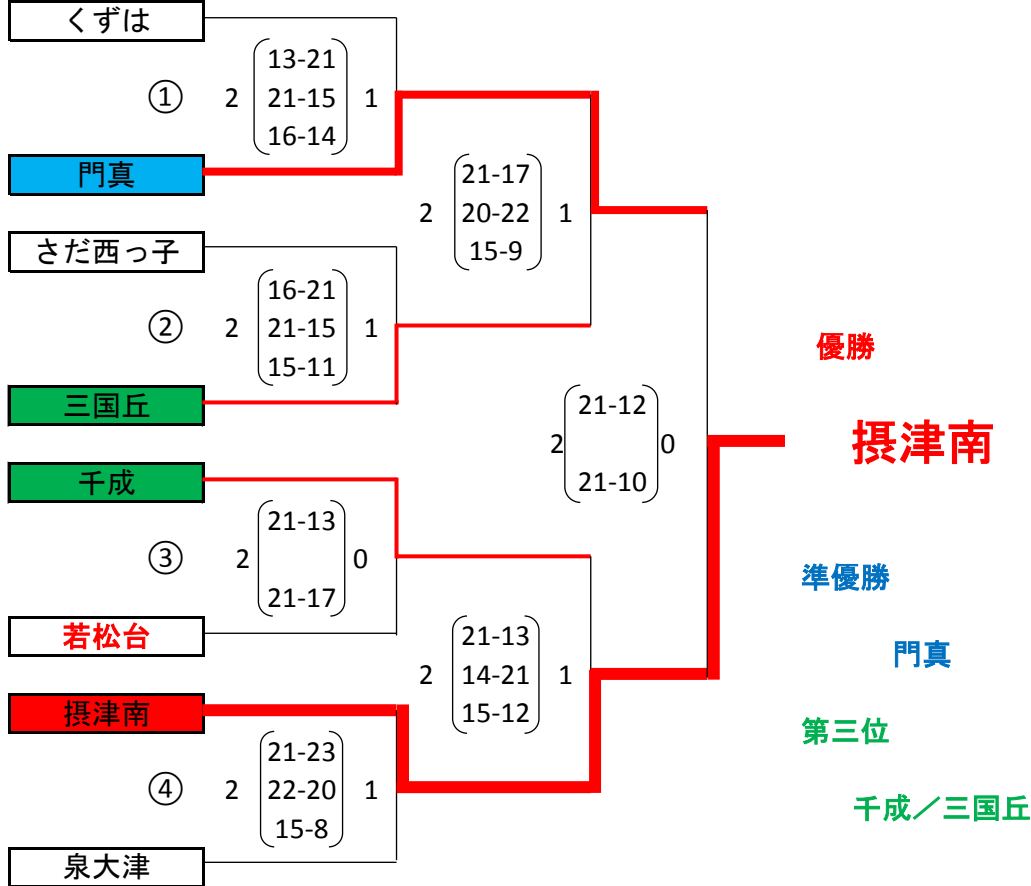 くずは
13-21
① 2 21-15 1
16-14
門真
21-17
2 20-22 1
15-9
さだ西っ子
16-21
② 2 21-15 1
15-11
三国丘
優勝
21-12
2 0
21-10
摂津南
千成
21-13
③ 2 0
21-17
若松台
準優勝
門真
21-13
2 14-21 1
15-12
摂津南
第三位
21-23
④ 2 22-20 1
15-8
千成/三国丘
泉大津